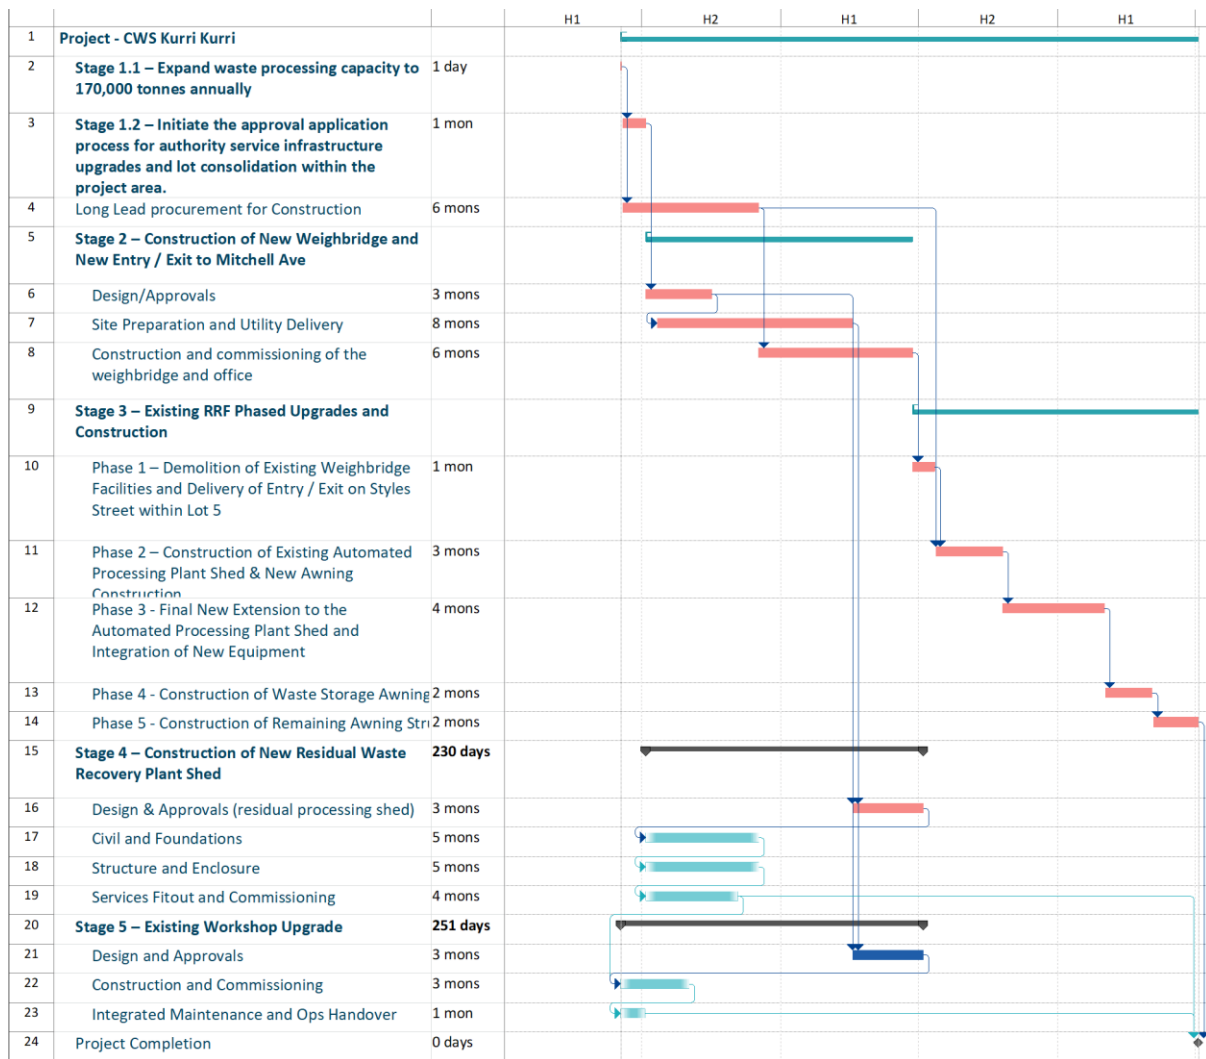 H1 H2 H1 H2 H1
1 Project - CWS Kurri Kurri
2 Stage 1.1 – Expand waste processing capacity to 1 day
170,000 tonnes annually
3 Stage 1.2 – Initiate the approval application 1 mon
process for authority service infrastructure
upgrades and lot consolidation within the
project area.
4 Long Lead procurement for Construction 6 mons
5 Stage 2 – Construction of New Weighbridge and
New Entry / Exit to Mitchell Ave
6 Design/Approvals 3 mons
7 Site Preparation and Utility Delivery 8 mons
8 Construction and commissioning of the 6 mons
weighbridge and office
9 Stage 3 – Existing RRF Phased Upgrades and
Construction
10 Phase 1 – Demolition of Existing Weighbridge 1 mon
Facilities and Delivery of Entry / Exit on Styles
Street within Lot 5
11 Phase 2 – Construction of Existing Automated 3 mons
Processing Plant Shed & New Awning
Construction
12 Phase 3 - Final New Extension to the 4 mons
Automated Processing Plant Shed and
Integration of New Equipment
13 Phase 4 - Construction of Waste Storage Awning 2 mons
14 Phase 5 - Construction of Remaining Awning 2 mons
15 Stage 4 – Construction of New Residual Waste 230 days
Recovery Plant Shed
16 Design & Approvals (residual processing shed) 3 mons
17 Civil and Foundations 5 mons
18 Structure and Enclosure 5 mons
19 Services Fitout and Commissioning 4 mons
20 Stage 5 – Existing Workshop Upgrade 251 days
21 Design and Approvals 3 mons
22 Construction and Commissioning 3 mons
23 Integrated Maintenance and Ops Handover 1 mon
24 Project Completion 0 days